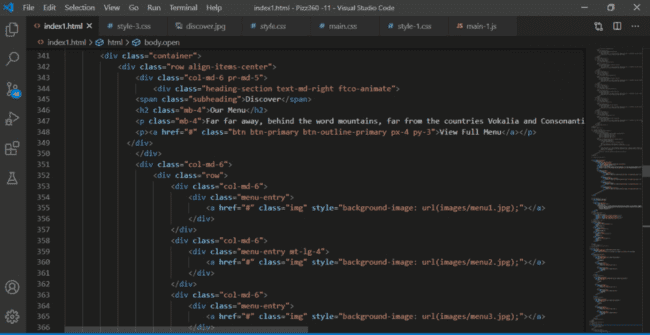 File Edit Selection View Go Run Terminal Help index1.html - Pizz360 -11 - Visual Studio Code
index1.html style-3.css discover.jpg style.css main.css style-1.css main-1.js
index1.html > html > body.open
341 <div class="container">
342 <div class="row align-items-center">
343 <div class="col-md-6 pr-md-5">
344 <div class="heading-section text-md-right ftco-animate">
345 <span class="subheading">Discover</span>
346 <h2 class="mb-4">Our Menu</h2>
347 <p class="mb-4">Far far away, behind the word mountains, far from the countries Vokalia and Consonanti
348 <p><a href="#" class="btn btn-primary btn-outline-primary px-4 py-3">View Full Menu</a></p>
349 </div>
350 </div>
351 <div class="col-md-6">
352 <div class="row">
353 <div class="col-md-6">
354 <div class="menu-entry">
355 <a href="#" class="img" style="background-image: url(images/menu1.jpg);"></a>
356 </div>
357 </div>
358 <div class="col-md-6">
359 <div class="menu-entry mt-lg-4">
360 <a href="#" class="img" style="background-image: url(images/menu2.jpg);"></a>
361 </div>
362 </div>
363 <div class="col-md-6">
364 <div class="menu-entry">
365 <a href="#" class="img" style="background-image: url(images/menu3.jpg);"></a>
366 </div>